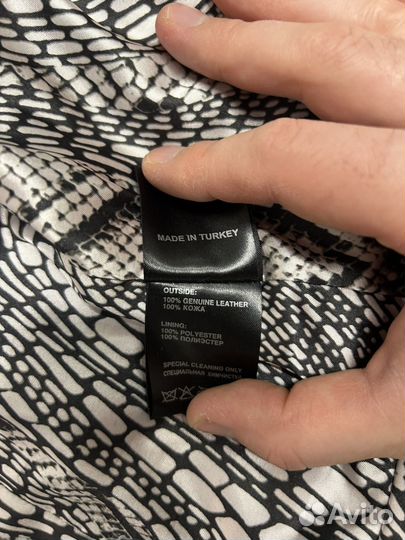 MADE IN TURKEY
OUTSIDE:
100% GENUINE LEATHER
100% КОЖА
LINING:
100% POLYESTER
100% ПОЛИЭСТЕР
SPECIAL CLEANING ONLY
СПЕЦИАЛЬНАЯ ХИМЧИСТКА
Avito